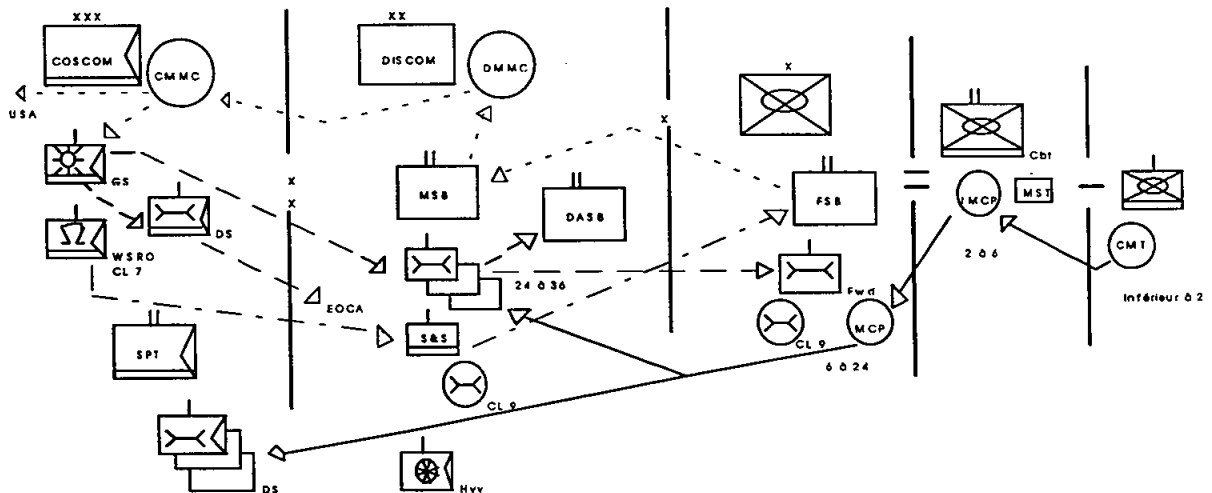 XXX
COSCOM
CMMC
USA
GS
DS
WSRO
CL 7
SPT
DS
X
X
EOCA
XX
DISCOM
DMMC
MSB
DASB
24 à 36
S&S
CL 9
Hvy
X
X
FSB
Fwd
CL 9
MCP
6 à 24
Cbt
MST
2 à 6
CMT
Inférieur à 2